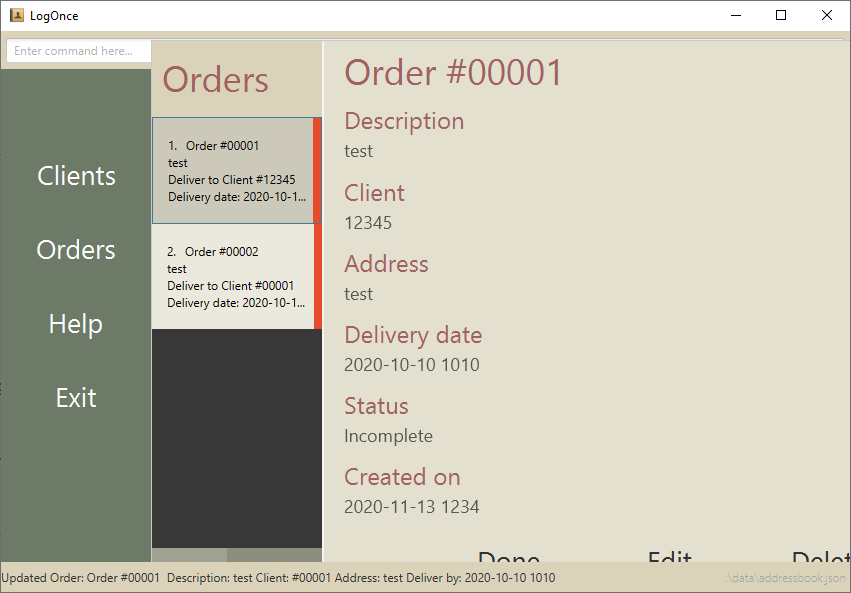 LogOnce
Enter command here...
Clients
Orders
Help
Exit
Orders
1. Order #00001
test
Deliver to Client #12345
Delivery date: 2020-10-1...
2. Order #00002
test
Deliver to Client #00001
Delivery date: 2020-10-1...
Order #00001
Description
test
Client
12345
Address
test
Delivery date
2020-10-10 1010
Status
Incomplete
Created on
2020-11-13 1234
Done Edit Delet
Updated Order: Order #00001 Description: test Client: #00001 Address: test Deliver by: 2020-10-10 1010
.\data\addressbook.json